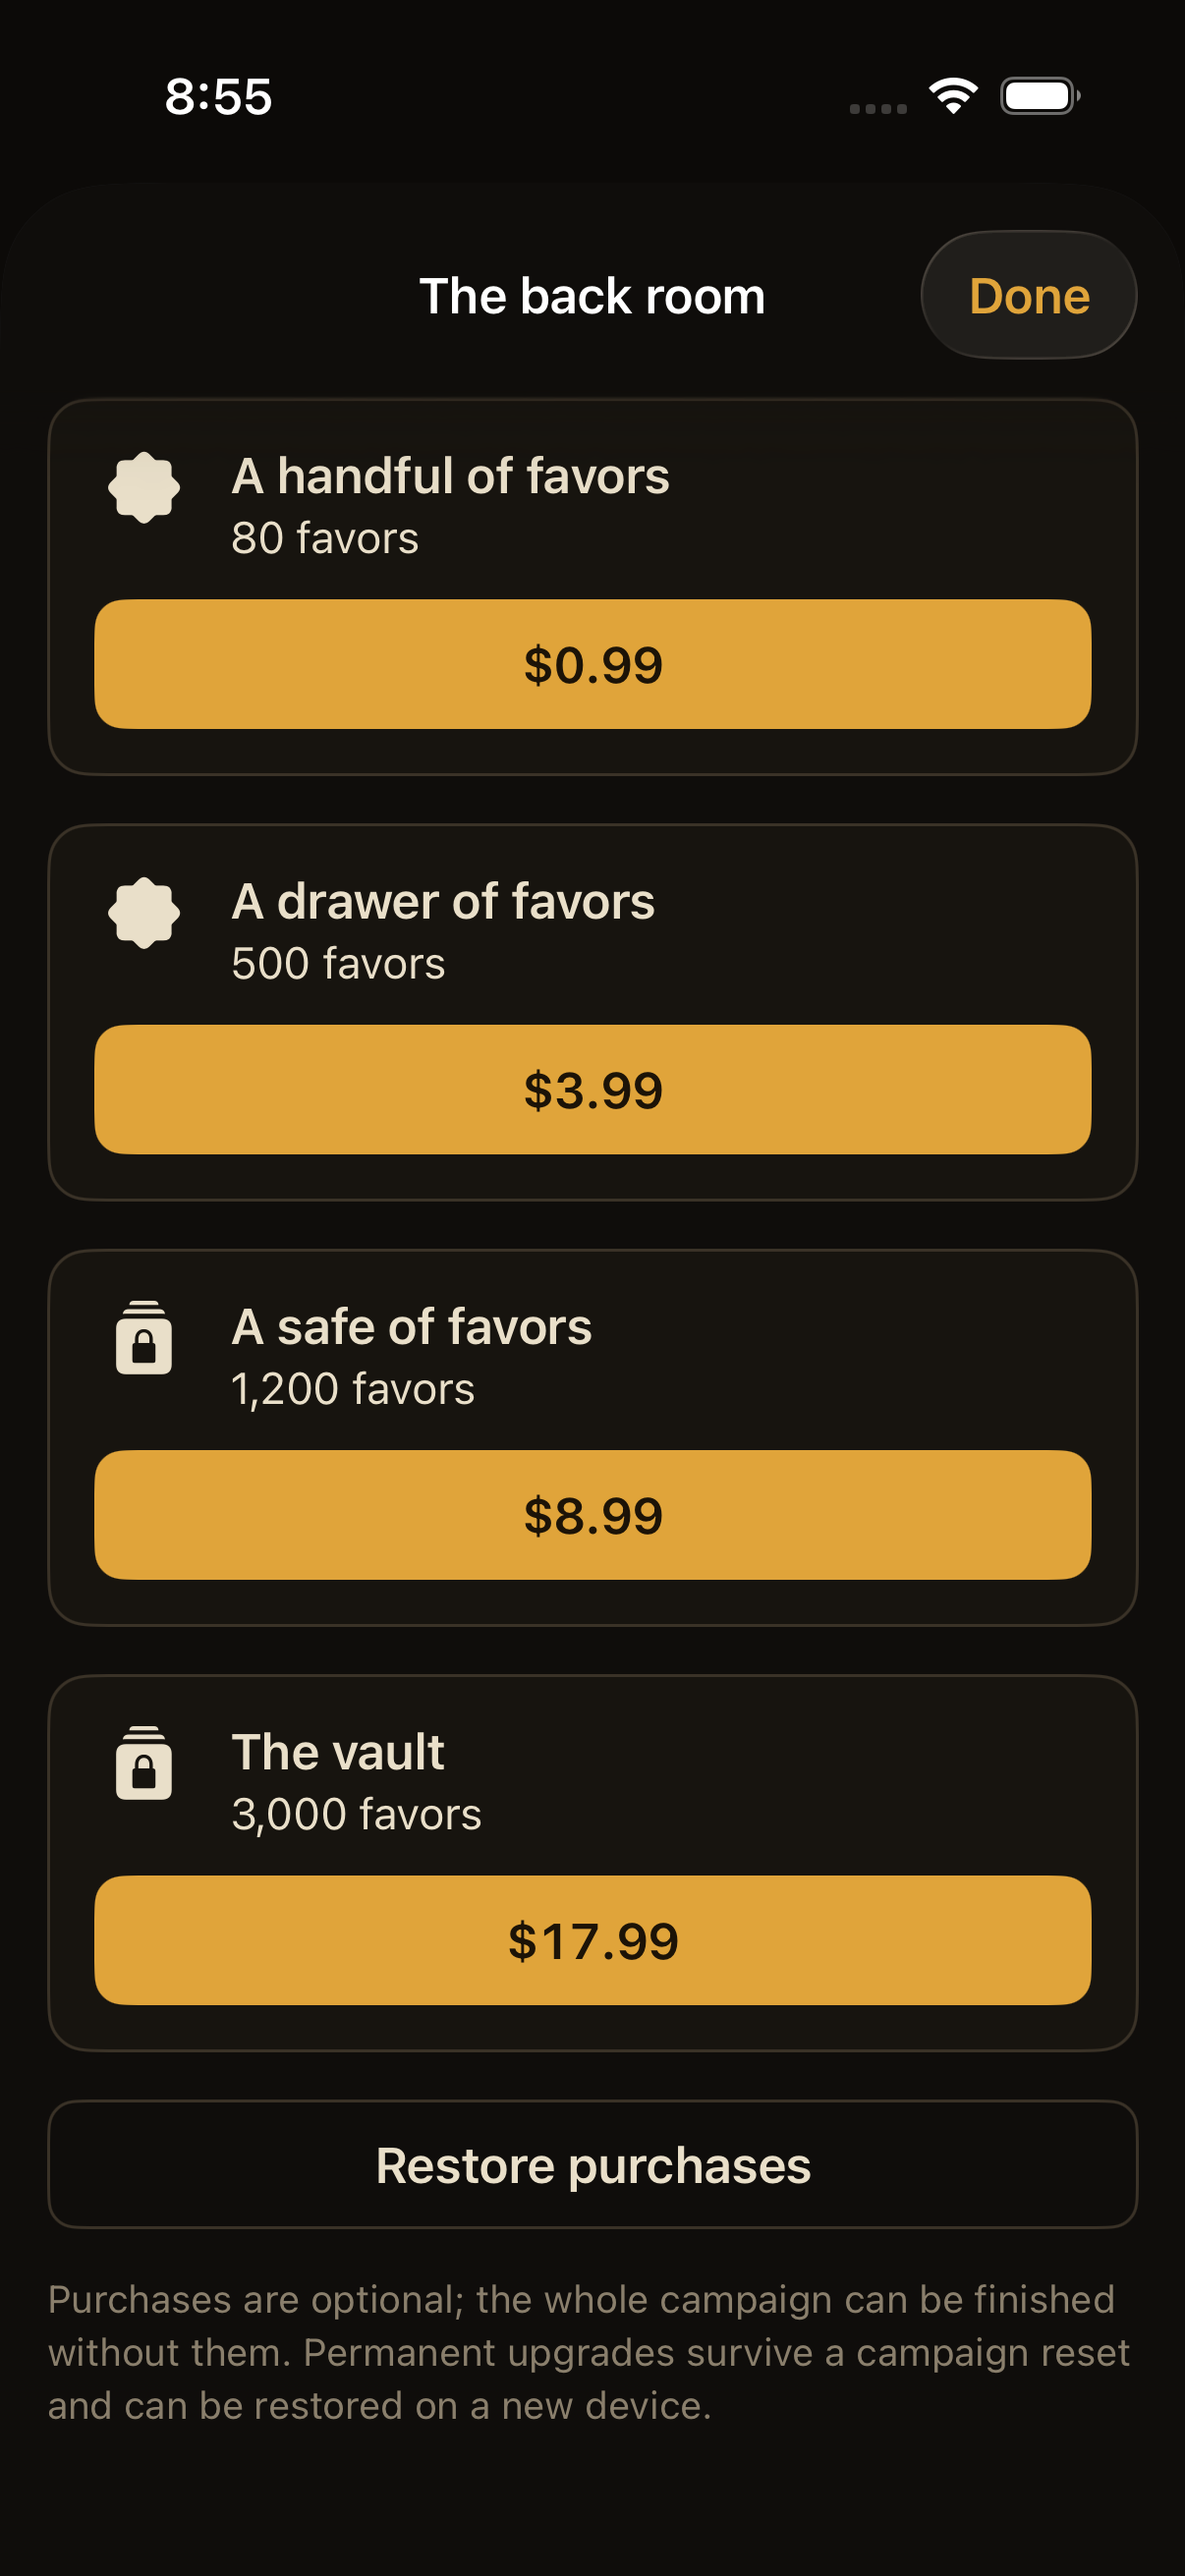 8:55
The back room
Done
A handful of favors
80 favors
$0.99
A drawer of favors
500 favors
$3.99
A safe of favors
1,200 favors
$8.99
The vault
3,000 favors
$17.99
Restore purchases
Purchases are optional; the whole campaign can be finished
without them. Permanent upgrades survive a campaign reset
and can be restored on a new device.